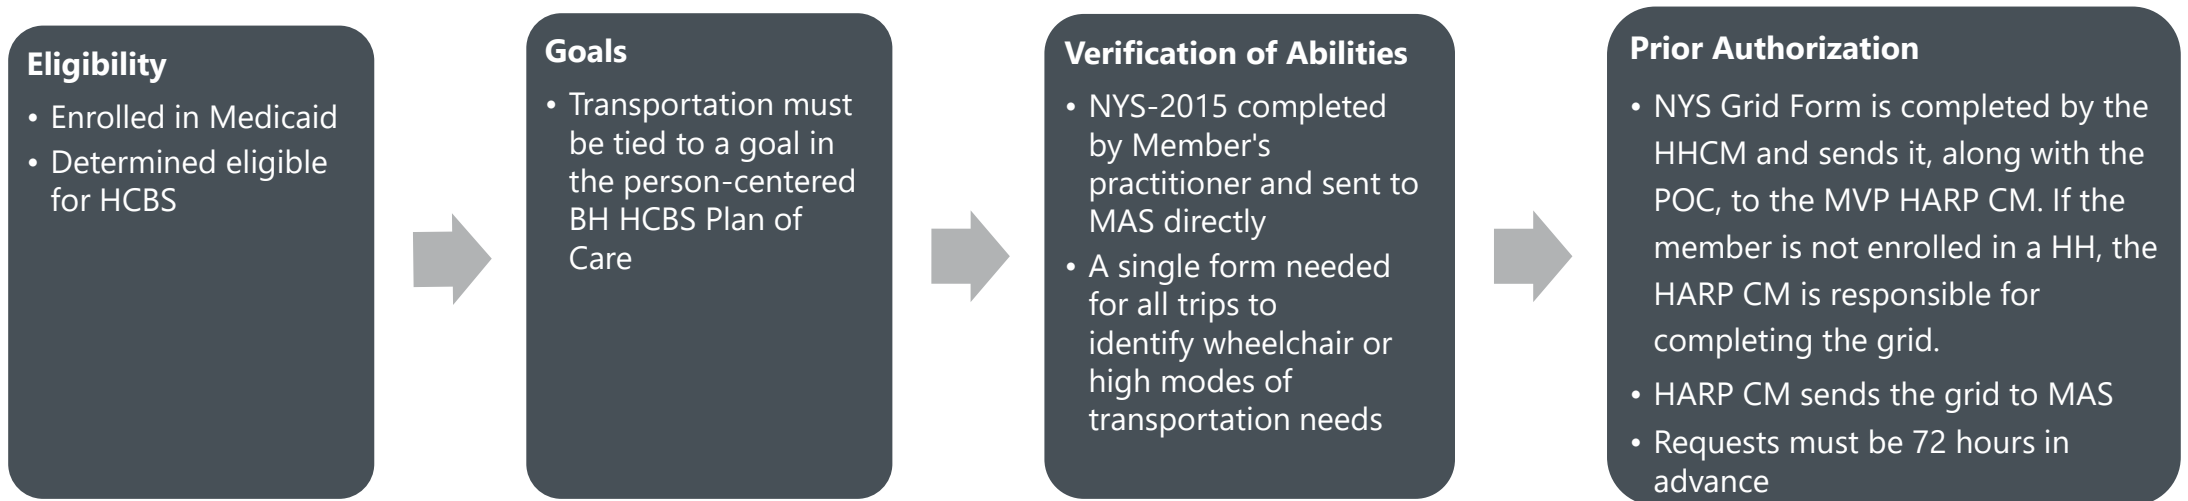 Eligibility
• Enrolled in Medicaid
• Determined eligible
for HCBS
Goals
• Transportation must
be tied to a goal in
the person-centered
BH HCBS Plan of
Care
Verification of Abilities
• NYS-2015 completed
by Member's
practitioner and sent to
MAS directly
• A single form needed
for all trips to
identify wheelchair or
high modes of
transportation needs
Prior Authorization
• NYS Grid Form is completed by the
HHCM and sends it, along with the
POC, to the MVP HARP CM. If the
member is not enrolled in a HH, the
HARP CM is responsible for
completing the grid.
• HARP CM sends the grid to MAS
• Requests must be 72 hours in
advance